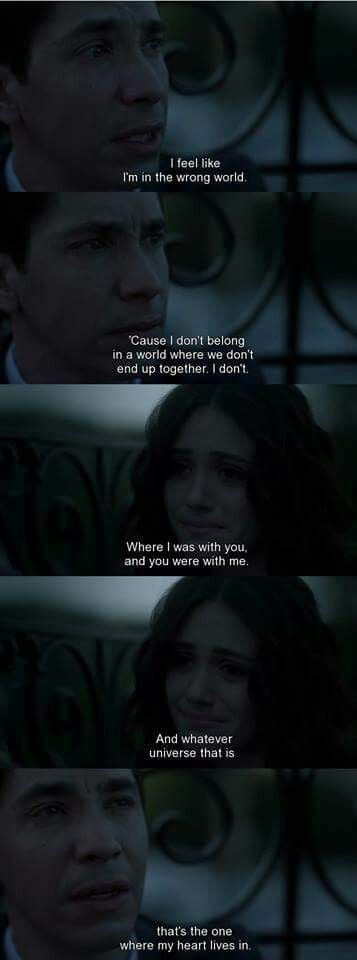 I feel like
I'm in the wrong world.
'Cause I don't belong
in a world where we don't
end up together. I don't.
Where I was with you,
and you were with me.
And whatever
universe that is
that's the one
where my heart lives in.